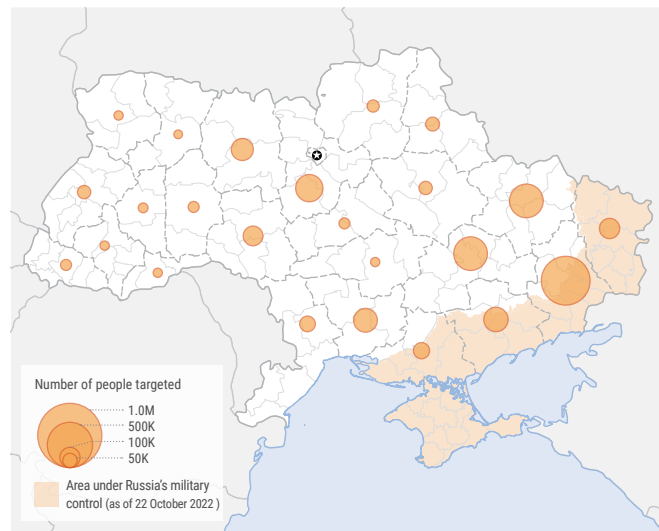 Number of people targeted
1.0M
500K
100K
50K
Area under Russia's military
control (as of 22 October 2022 )